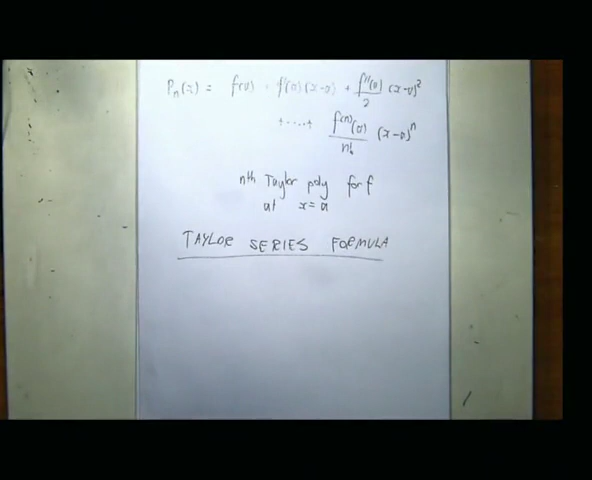 Pn(x) = f(a) + f'(a) (x-a) + f''(a)/2 (x-a)^2
+ ..... + f^(n)(a)/n! (x-a)^n
nth Taylor poly for f
at x = a
TAYLOR SERIES FORMULA